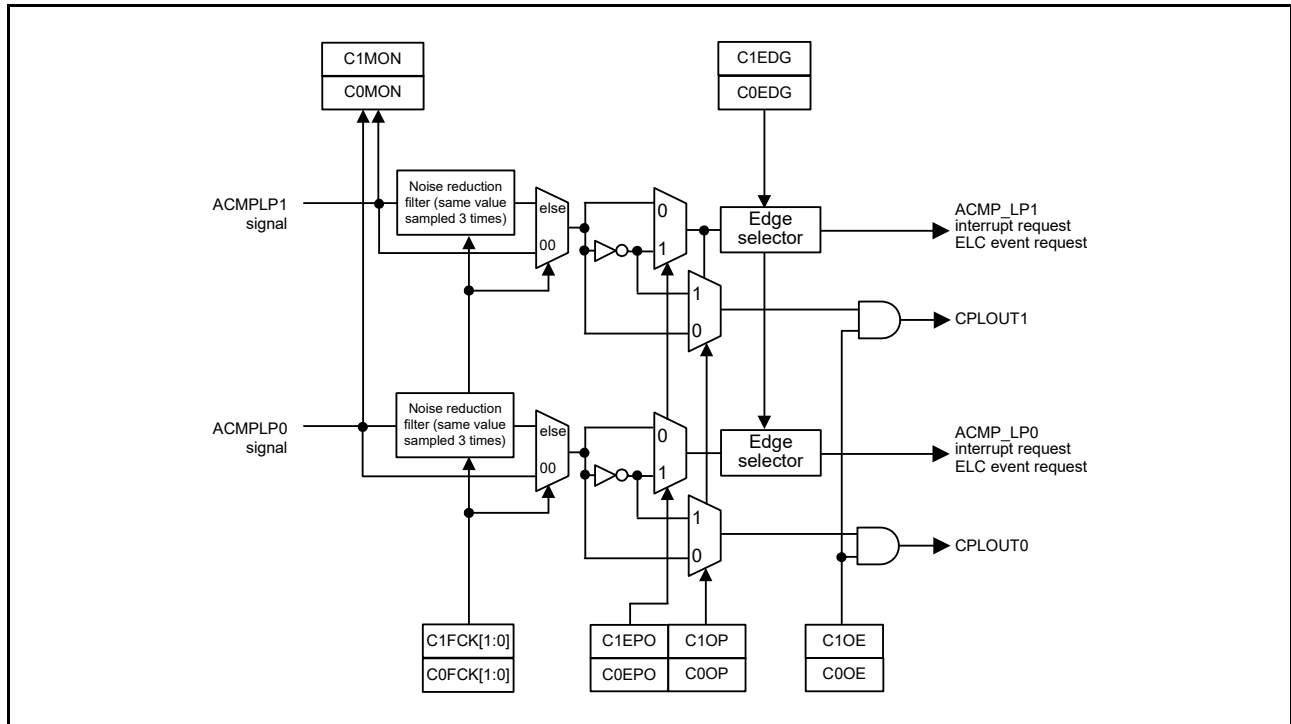 C1MON
C0MON
C1EDG
C0EDG
ACMPLP1
signal
Noise reduction
filter (same value
sampled 3 times)
else
00
0
1
Edge
selector
ACMP_LP1
interrupt request
ELC event request
1
0
CPLOUT1
ACMPLP0
signal
Noise reduction
filter (same value
sampled 3 times)
else
00
0
1
Edge
selector
ACMP_LP0
interrupt request
ELC event request
1
0
CPLOUT0
C1FCK[1:0]
C0FCK[1:0]
C1EPO
C0EPO
C1OP
C0OP
C1OE
C0OE